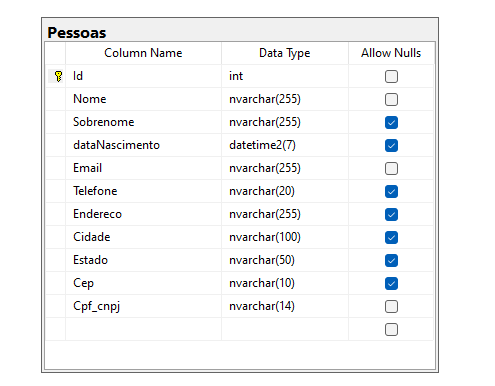 Pessoas
Column Name Data Type Allow Nulls
Id int
Nome nvarchar(255)
Sobrenome nvarchar(255)
dataNascimento datetime2(7)
Email nvarchar(255)
Telefone nvarchar(20)
Endereco nvarchar(255)
Cidade nvarchar(100)
Estado nvarchar(50)
Cep nvarchar(10)
Cpf_cnpj nvarchar(14)